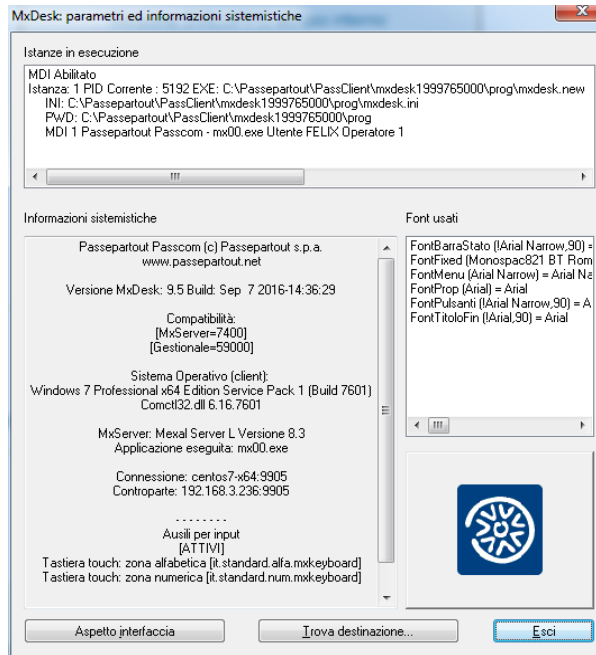 MxDesk: parametri ed informazioni sistemistiche
Istanze in esecuzione
MDI Abilitato
Istanza: 1 PID Corrente : 5192 EXE: C:\Passepartout\PassClient\mxdesk1999765000\prog\mxdesk.new
INI: C:\Passepartout\PassClient\mxdesk1999765000\prog\mxdesk.ini
PWD: C:\Passepartout\PassClient\mxdesk1999765000\prog
MDI 1 Passepartout Passcom - mx00.exe Utente FELIX Operatore 1
Informazioni sistemistiche
Passepartout Passcom (c) Passepartout s.p.a.
www.passepartout.net
Versione MxDesk: 9.5 Build: Sep 7 2016-14:36:29
Compatibilità:
[MxServer=7400]
[Gestionale=59000]
Sistema Operativo (client):
Windows 7 Professional x64 Edition Service Pack 1 (Build 7601)
Comctl32.dll 6.16.7601
MxServer: Mexal Server L Versione 8.3
Applicazione eseguita: mx00.exe
Connessione: centos7-x64:9905
Controparte: 192.168.3.236:9905
- - - - - - - -
Ausili per input
[ATTIVI]
Tastiera touch: zona alfabetica [it.standard.alfa.mxkeyboard]
Tastiera touch: zona numerica [it.standard.num.mxkeyboard]
Font usati
FontBarraStato (!Arial Narrow,90) =
FontFixed (Monospac821 BT Rom
FontMenu (Arial Narrow) = Arial Na
FontProp (Arial) = Arial
FontPulsanti (!Arial Narrow,90) = A
FontTitoloFin (!Arial,90) = Arial
Aspetto interfaccia
Trova destinazione...
Esci